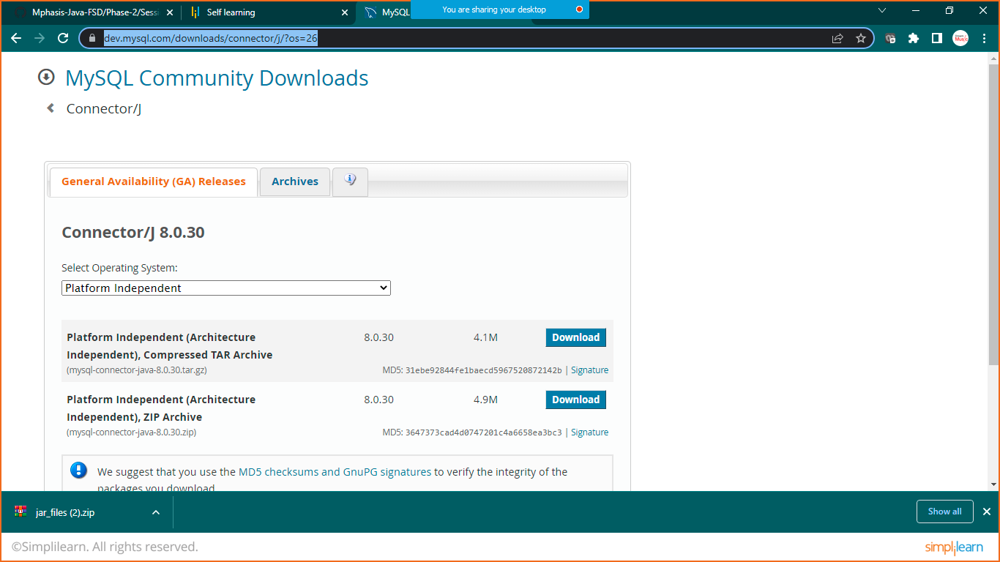 Mphasis-Java-FSD/Phase-2/Sessi
Self learning
MySQL
You are sharing your desktop
dev.mysql.com/downloads/connector/j/?os=26
MySQL Community Downloads
Connector/J
General Availability (GA) Releases
Archives
Connector/J 8.0.30
Select Operating System:
Platform Independent
Platform Independent (Architecture Independent), Compressed TAR Archive
8.0.30
4.1M
Download
(mysql-connector-java-8.0.30.tar.gz)
MD5: 31ebe92844fe1baecd5967520872142b | Signature
Platform Independent (Architecture Independent), ZIP Archive
8.0.30
4.9M
Download
(mysql-connector-java-8.0.30.zip)
MD5: 3647373cad4d0747201c4a6658ea3bc3 | Signature
We suggest that you use the MD5 checksums and GnuPG signatures to verify the integrity of the
packages you download.
jar_files (2).zip
Show all
©Simplilearn. All rights reserved.
simplilearn